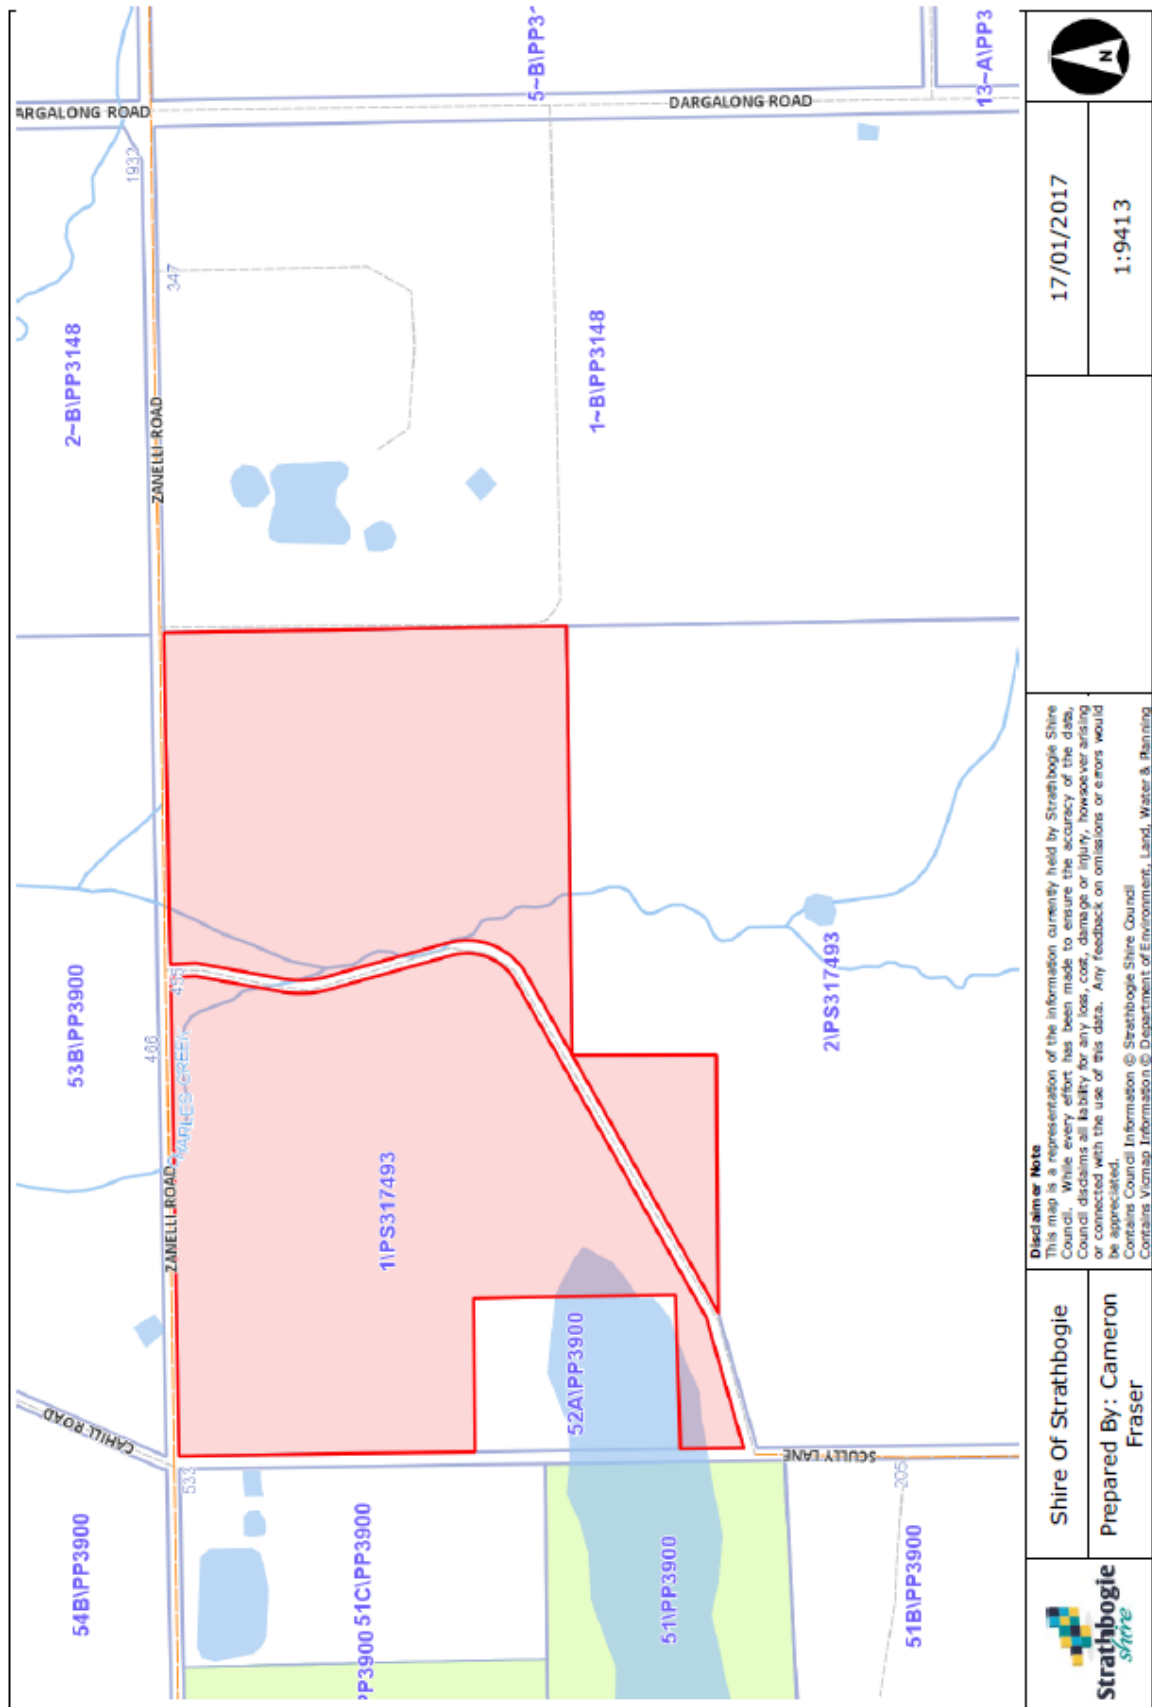 54B\PP3900
53B\PP3900
2~B\PP3148
ARGALONG ROAD
CAHILL ROAD
533
ZANELLI ROAD
MARLES CREEK
466
455
ZANELLI ROAD
347
1932
PP3900
51C\PP3900
1\PS317493
52A\PP3900
1~B\PP3148
5~B\PP3
51\PP3900
DARGALONG ROAD
SCULLY LANE
2\PS317493
51B\PP3900
205
13~A\PP3
Strathbogie
shire
Shire Of Strathbogie
Prepared By: Cameron
Fraser
Disclaimer Note
This map is a representation of the information currently held by Strathbogie Shire
Council. While every effort has been made to ensure the accuracy of the data,
Council disclaims all liability for any loss, cost, damage or injury, howsoever arising
or connected with the use of this data. Any feedback on omissions or errors would
be appreciated.
Contains Council Information © Strathbogie Shire Council
Contains Vicmap Information © Department of Environment, Land, Water & Planning
17/01/2017
1:9413
N